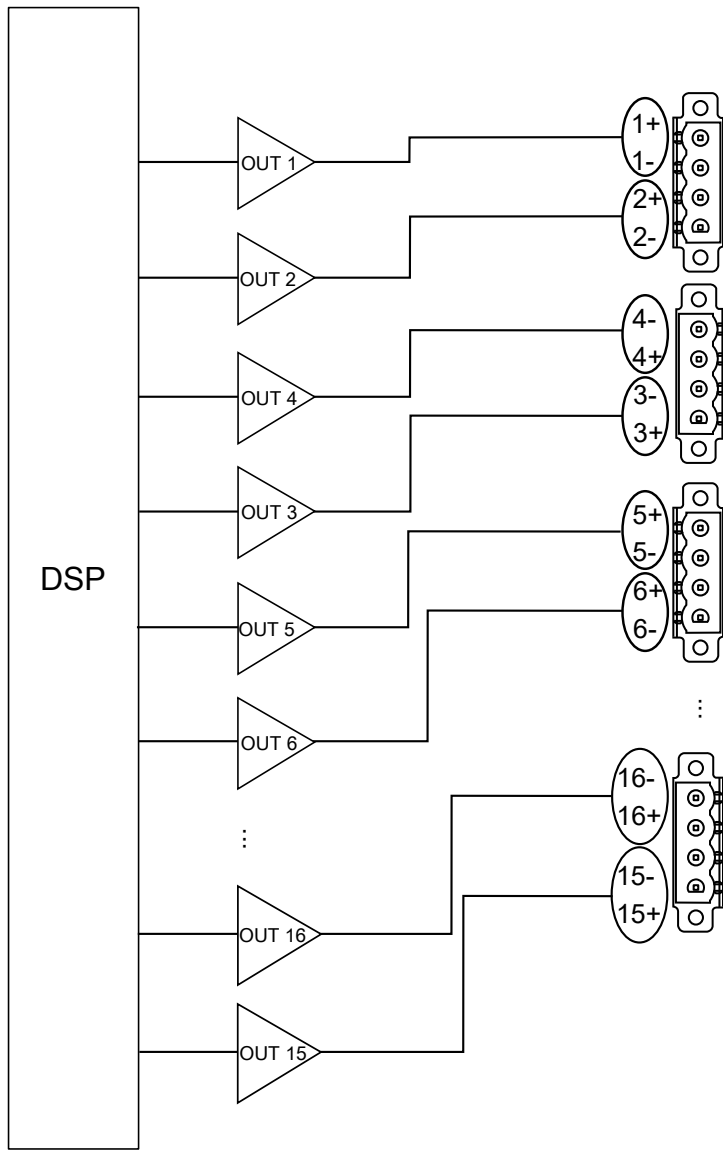 DSP
OUT 1
1+
1-
OUT 2
2+
2-
OUT 4
4-
4+
OUT 3
3-
3+
OUT 5
5+
5-
OUT 6
6+
6-
...
...
OUT 16
16-
16+
OUT 15
15-
15+